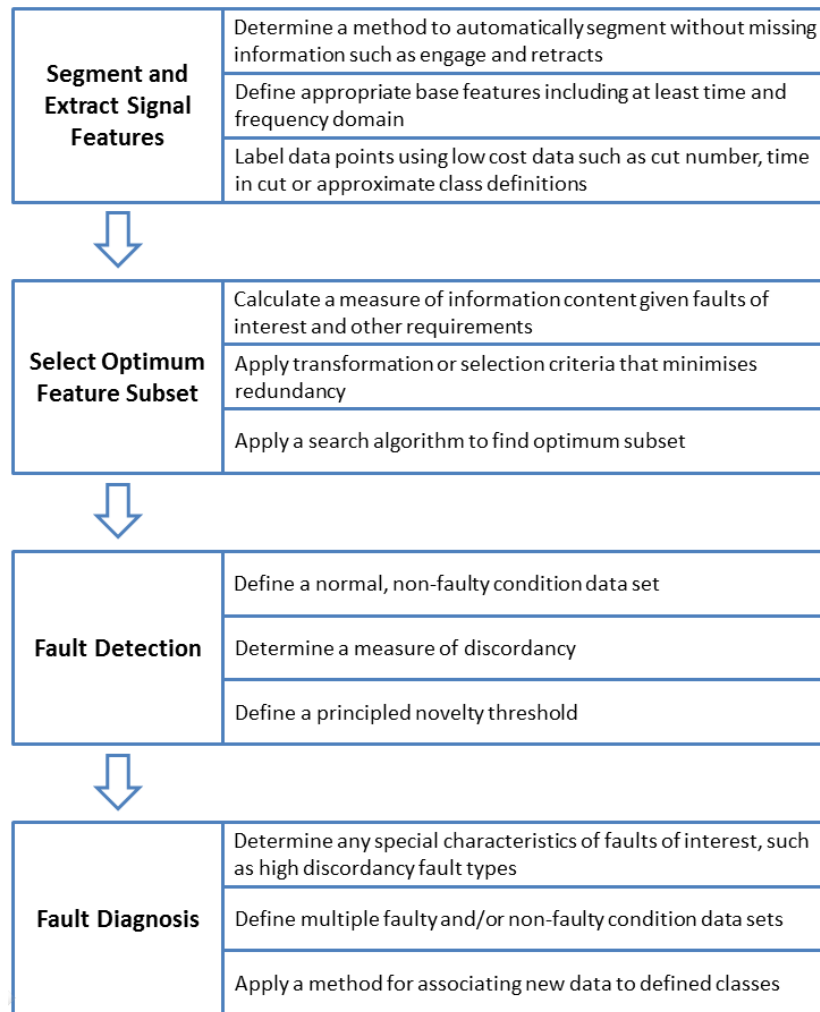 Segment and
Extract Signal
Features
Determine a method to automatically segment without missing
information such as engage and retracts
Define appropriate base features including at least time and
frequency domain
Label data points using low cost data such as cut number, time
in cut or approximate class definitions
Select Optimum
Feature Subset
Calculate a measure of information content given faults of
interest and other requirements
Apply transformation or selection criteria that minimises
redundancy
Apply a search algorithm to find optimum subset
Fault Detection
Define a normal, non-faulty condition data set
Determine a measure of discordancy
Define a principled novelty threshold
Fault Diagnosis
Determine any special characteristics of faults of interest, such
as high discordancy fault types
Define multiple faulty and/or non-faulty condition data sets
Apply a method for associating new data to defined classes